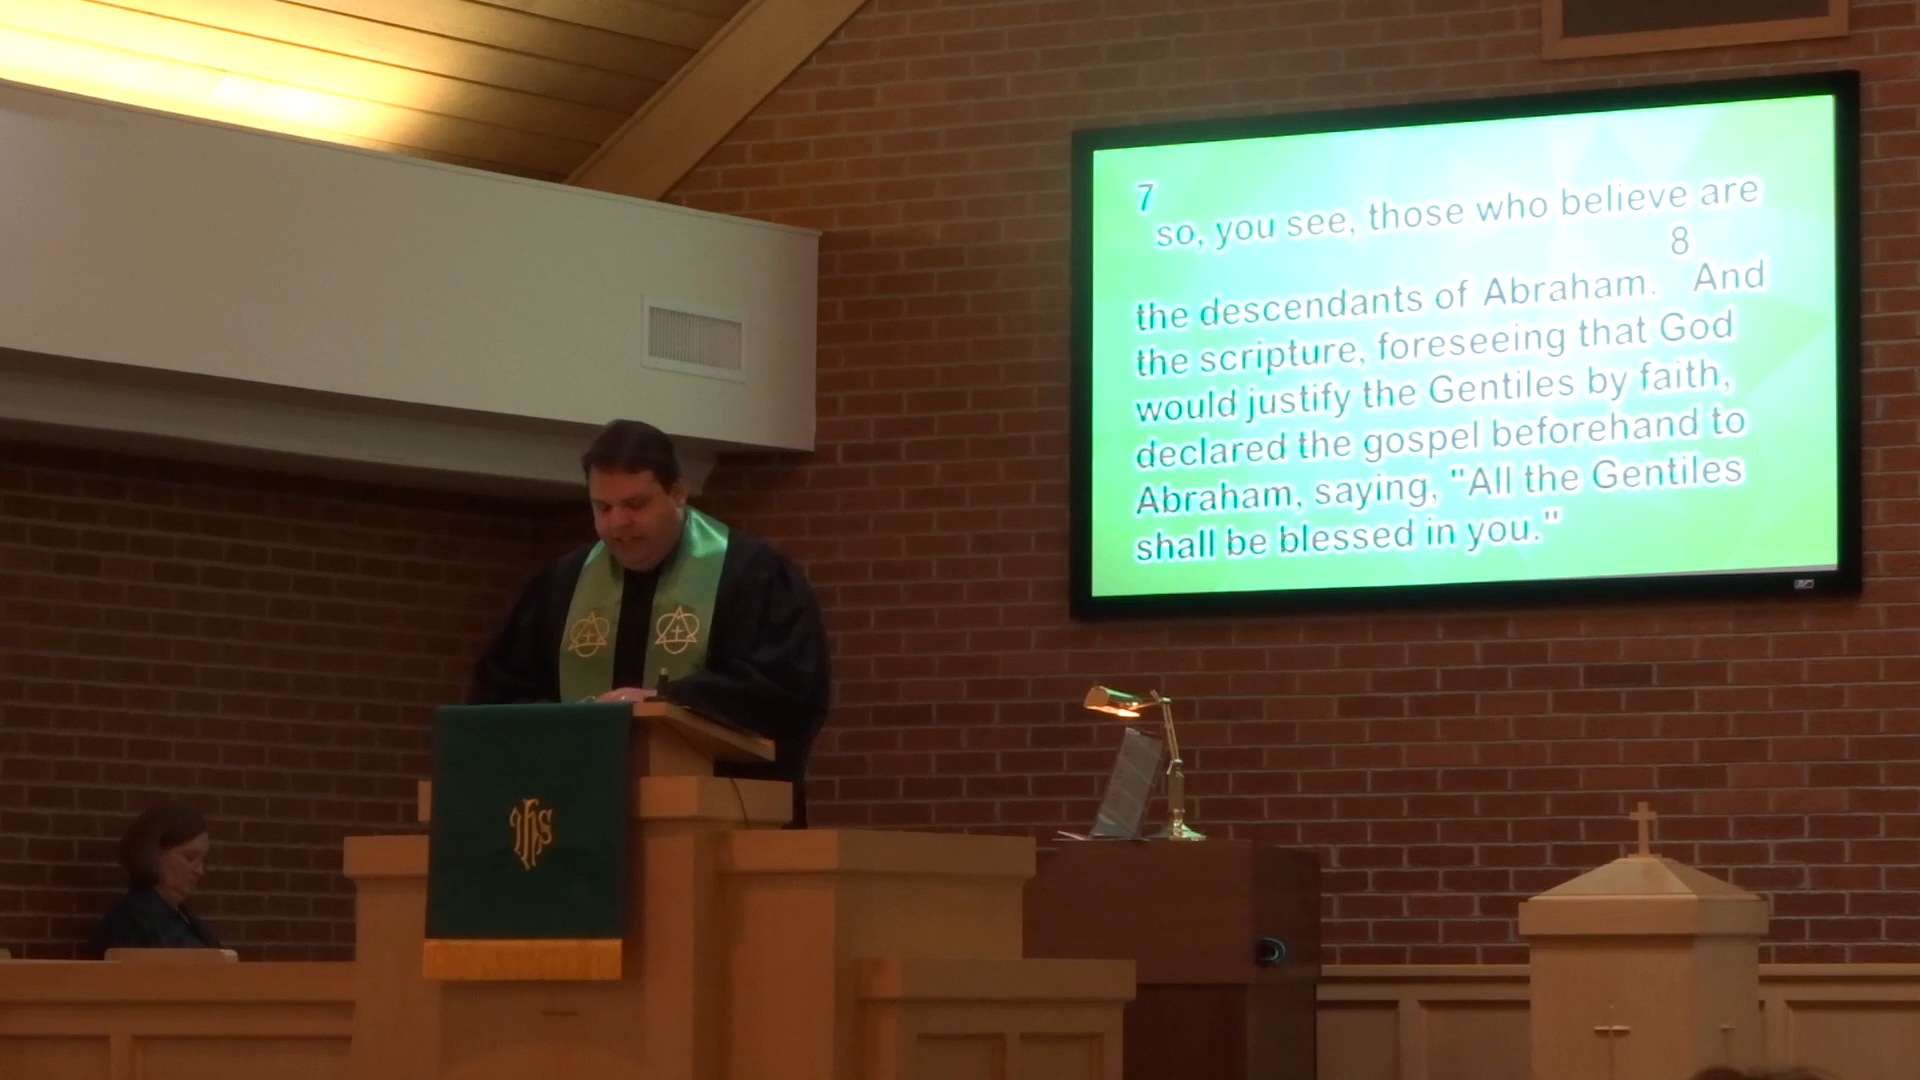 7
so, you see, those who believe are
8
the descendants of Abraham. And
the scripture, foreseeing that God
would justify the Gentiles by faith,
declared the gospel beforehand to
Abraham, saying, "All the Gentiles
shall be blessed in you."
IHS